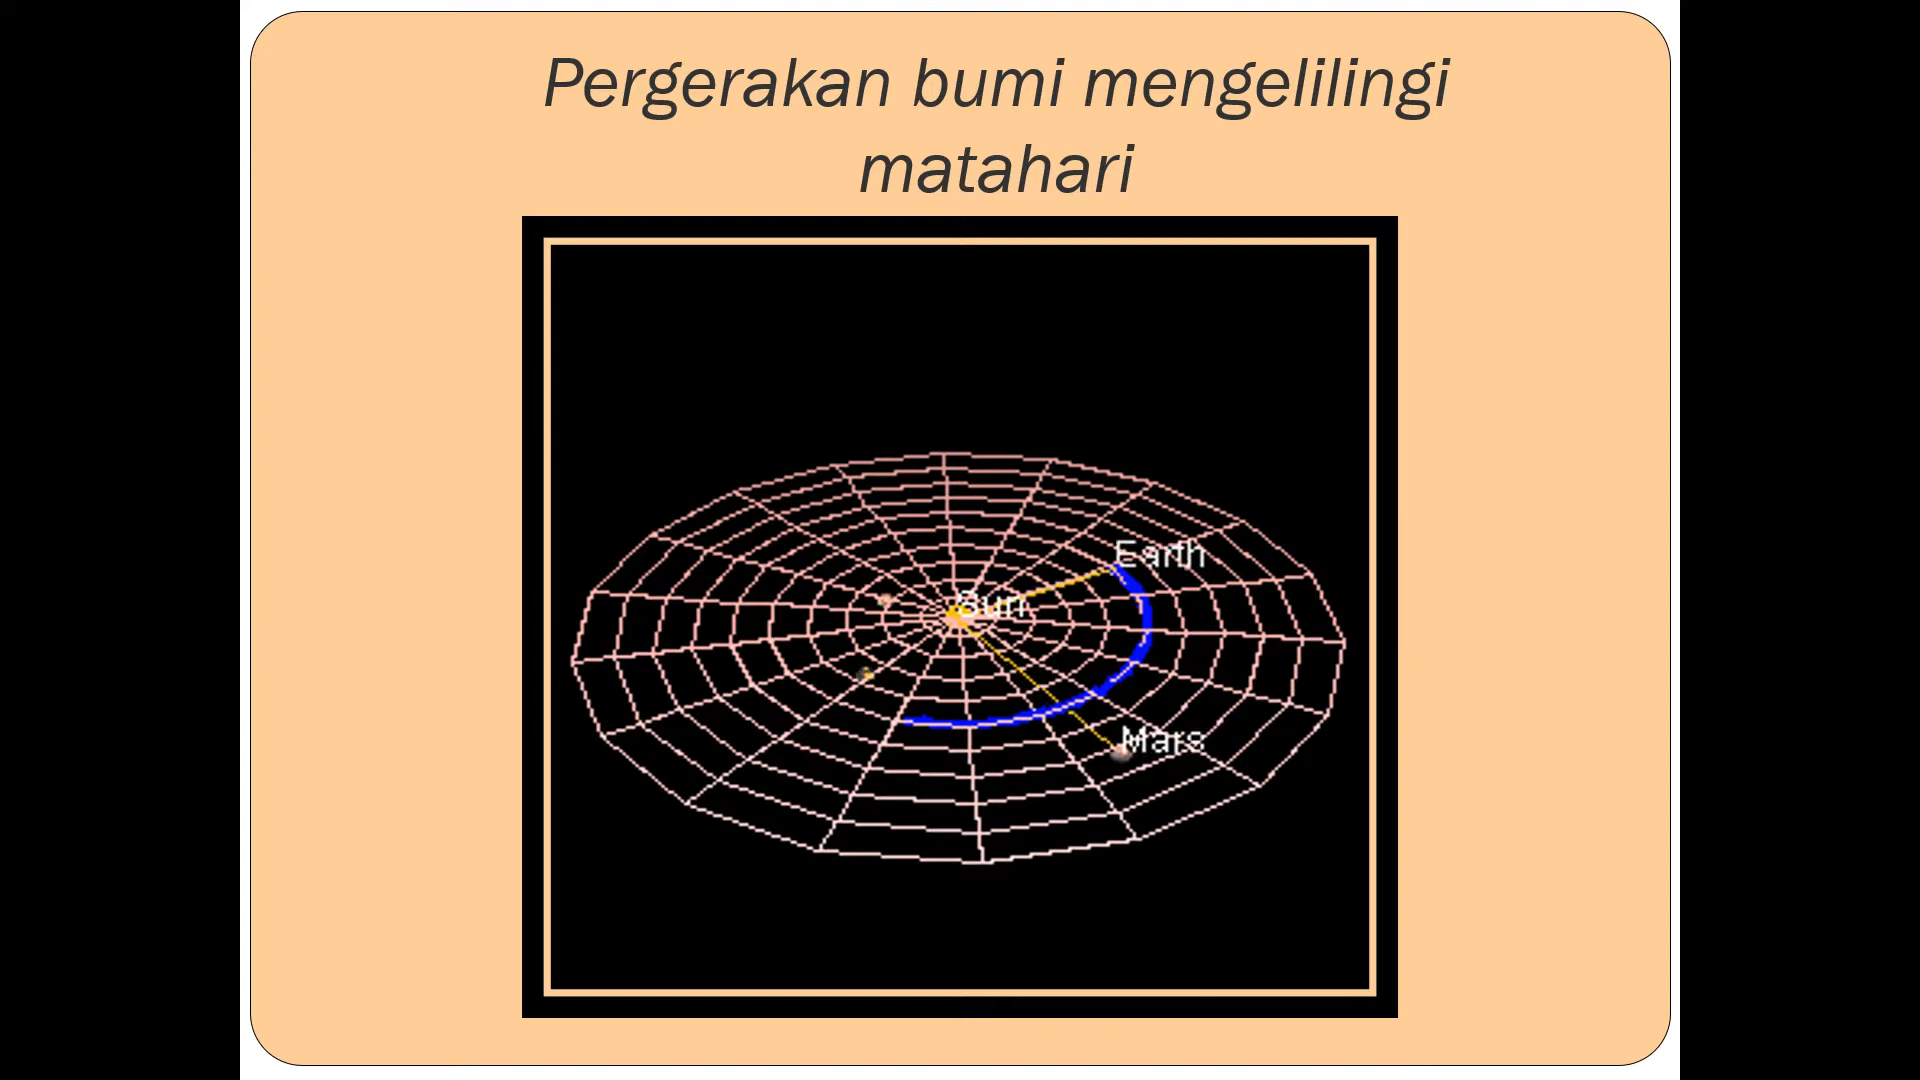 Pergerakan bumi mengelilingi
matahari
Earth
Sun
Mars